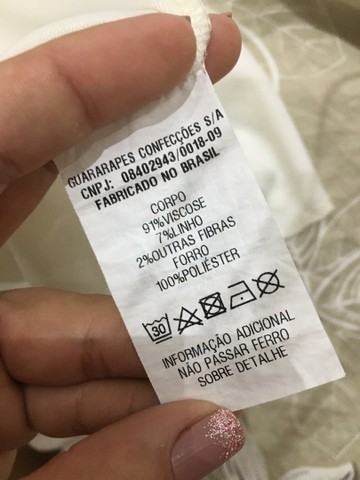 GUARARAPES CONFECÇÕES S/A
CNPJ: 08402943/0018-09
FABRICADO NO BRASIL
CORPO
91%VISCOSE
7%LINHO
2%OUTRAS FIBRAS
FORRO
100%POLIÉSTER
30
INFORMAÇÃO ADICIONAL
NÃO PASSAR FERRO
SOBRE DETALHE